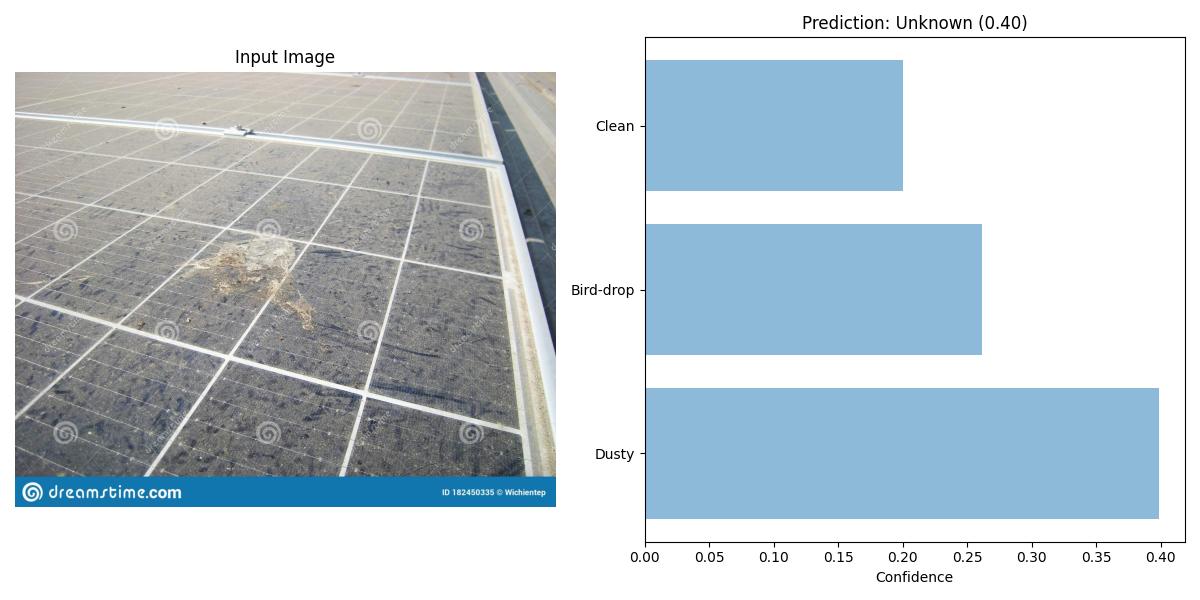 Input Image
dreamstime.com
ID 182450335 © Wichientep
Prediction: Unknown (0.40)
Clean
Bird-drop
Dusty
0.00 0.05 0.10 0.15 0.20 0.25 0.30 0.35 0.40
Confidence